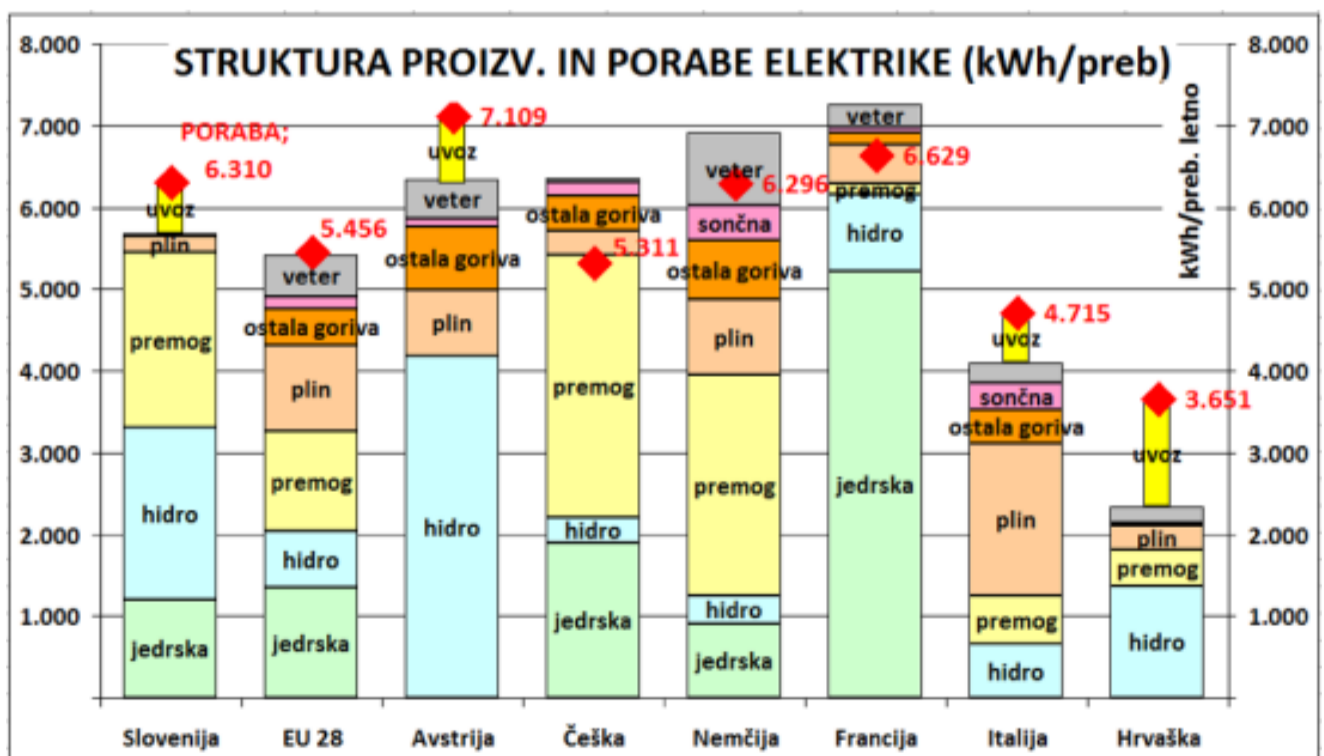 STRUKTURA PROIZV. IN PORABE ELEKTRIKE (kWh/preb)
8.000
7.000
6.000
5.000
4.000
3.000
2.000
1.000
8.000
7.000
6.000
5.000
4.000
3.000
2.000
1.000
kWh/preb. letno
PORABA;
6.310
uvoz
plin
premog
hidro
jedrska
5.456
veter
ostala goriva
plin
premog
hidro
jedrska
7.109
uvoz
veter
ostala goriva
plin
hidro
ostala goriva
5.311
premog
hidro
jedrska
veter
6.296
sončna
ostala goriva
plin
premog
hidro
jedrska
veter
6.629
premog
hidro
jedrska
4.715
uvoz
sončna
ostala goriva
plin
premog
hidro
3.651
uvoz
plin
premog
hidro
Slovenija
EU 28
Avstrija
Češka
Nemčija
Francija
Italija
Hrvaška